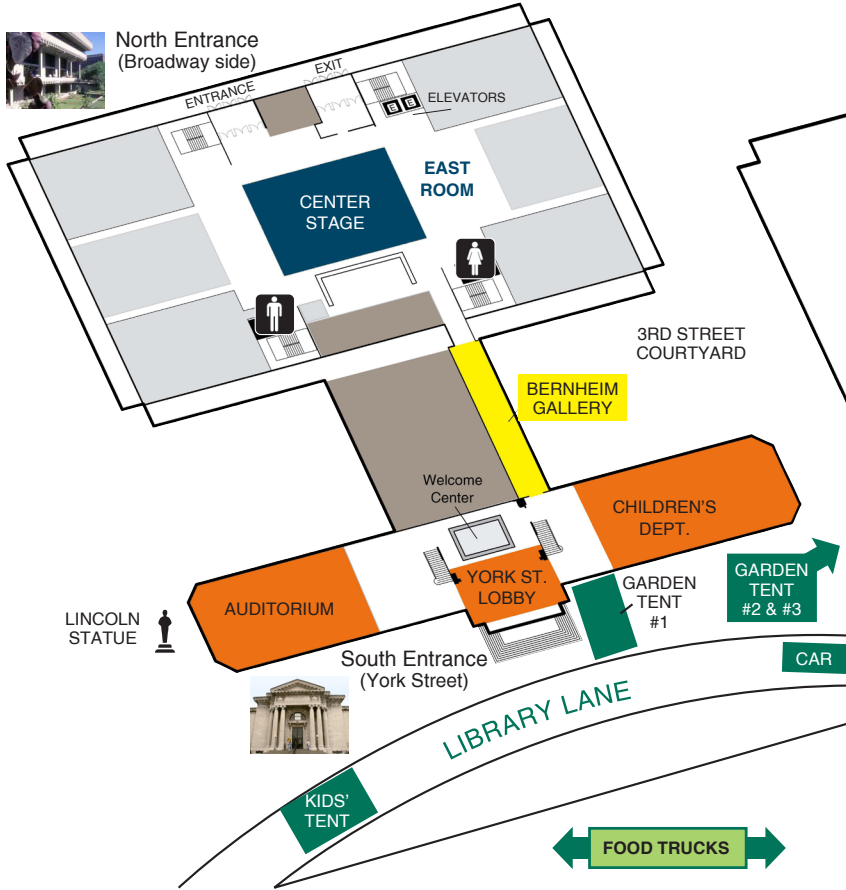 North Entrance
(Broadway side)
ENTRANCE
EXIT
E E
ELEVATORS
EAST
ROOM
CENTER
STAGE
3RD STREET
COURTYARD
BERNHEIM
GALLERY
Welcome
Center
CHILDREN'S
DEPT.
YORK ST.
LOBBY
AUDITORIUM
GARDEN
TENT
#1
GARDEN
TENT
#2 & #3
LINCOLN
STATUE
South Entrance
(York Street)
CAR
LIBRARY LANE
KIDS'
TENT
FOOD TRUCKS